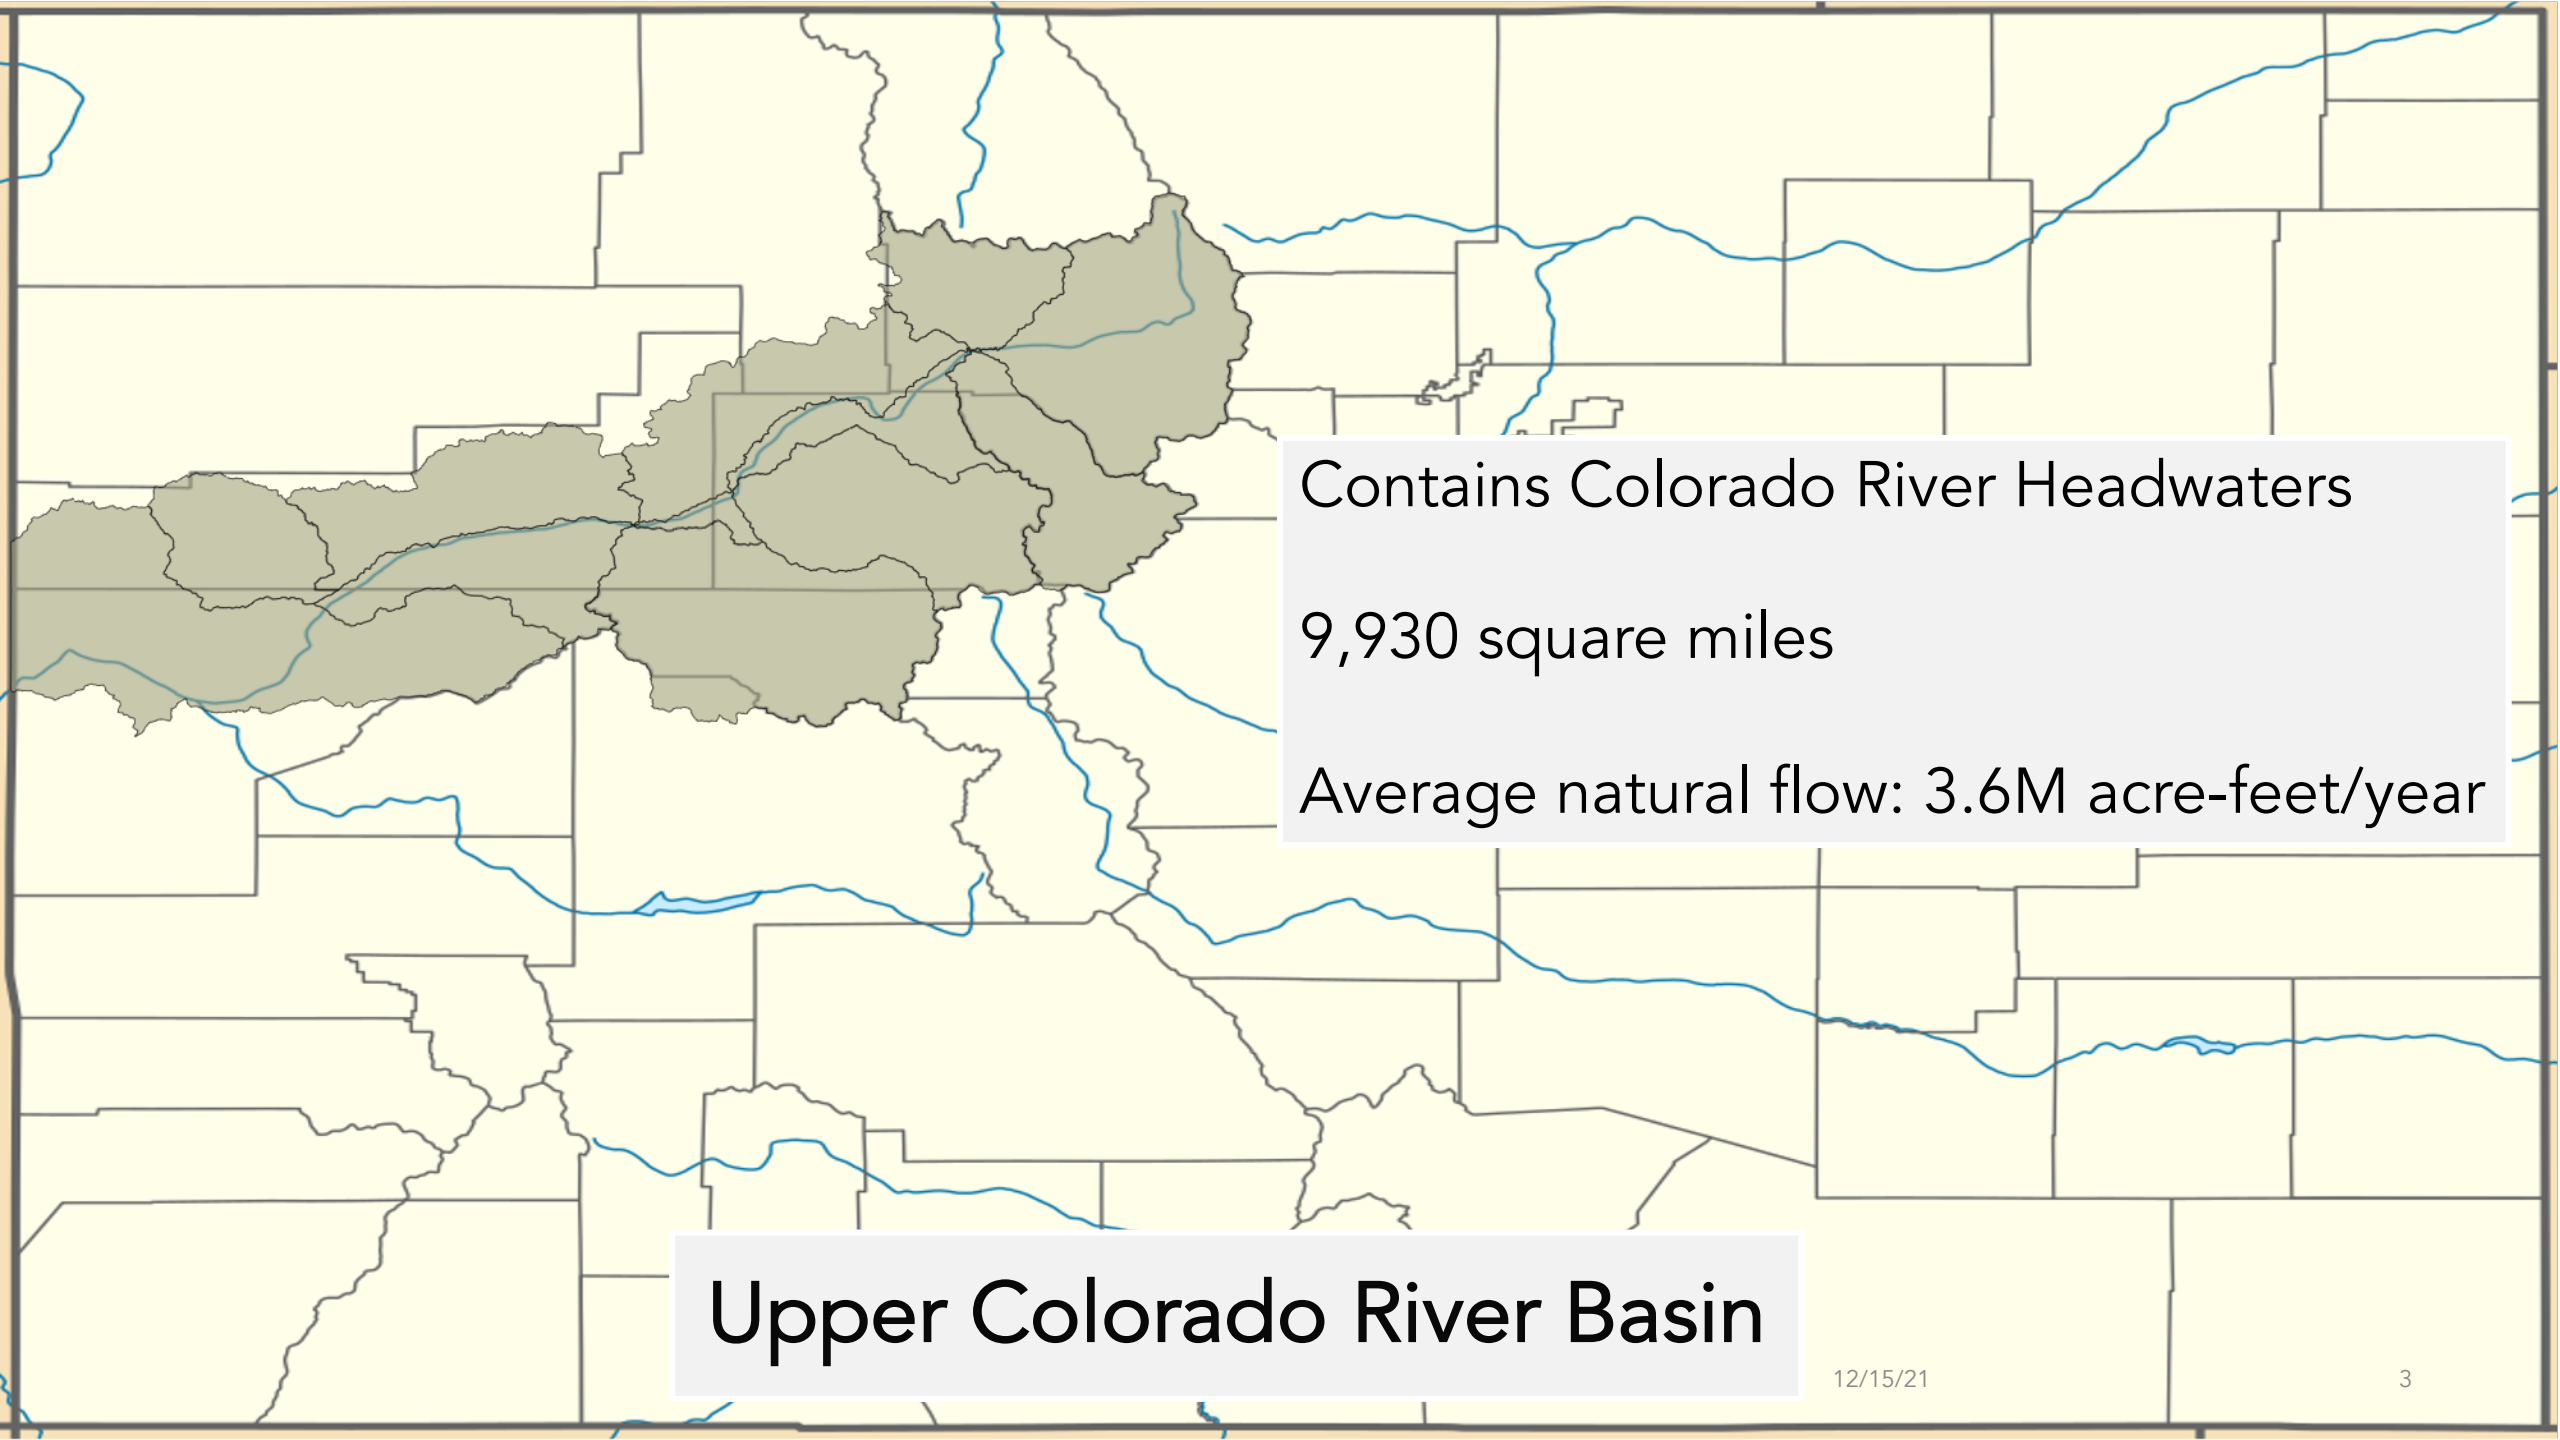 Contains Colorado River Headwaters
9,930 square miles
Average natural flow: 3.6M acre-feet/year
Upper Colorado River Basin
12/15/21
3